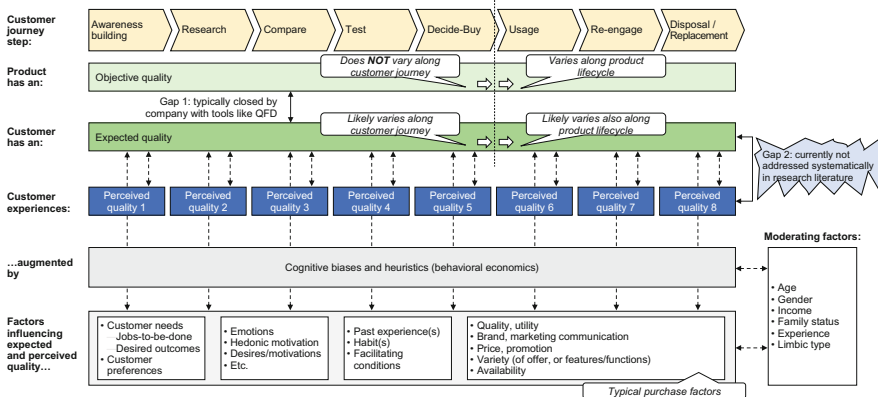 Customer
journey
step:
Awareness
building
Research
Compare
Test
Decide-Buy
Usage
Re-engage
Disposal /
Replacement
Product
has an:
Objective quality
Does NOT vary along
customer journey
Varies along product
lifecycle
Gap 1: typically closed by
company with tools like QFD
Customer
has an:
Expected quality
Likely varies along
customer journey
Likely varies also along
product lifecycle
Gap 2: currently not
addressed systematically
in research literature
Customer
experiences:
Perceived
quality 1
Perceived
quality 2
Perceived
quality 3
Perceived
quality 4
Perceived
quality 5
Perceived
quality 6
Perceived
quality 7
Perceived
quality 8
…augmented
by
Cognitive biases and heuristics (behavioral economics)
Moderating factors:
• Age
• Gender
• Income
• Family status
• Experience
• Limbic type
Factors
influencing
expected
and perceived
quality…
• Customer needs
Jobs-to-be-done
Desired outcomes
• Customer
preferences
• Emotions
• Hedonic motivation
• Desires/motivations
• Etc.
• Past experience(s)
• Habit(s)
• Facilitating
conditions
• Quality, utility
• Brand, marketing communication
• Price, promotion
• Variety (of offer, or features/functions)
• Availability
Typical purchase factors